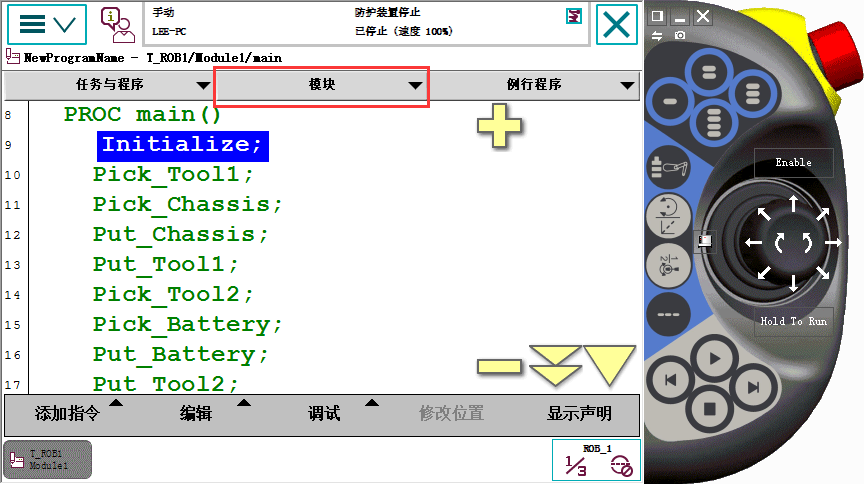 手动
防护装置停止
LEE-PC
已停止 (速度 100%)
NewProgramName - T_ROB1/Module1/main
任务与程序
模块
例行程序
8 PROC main()
9 Initialize;
10 Pick_Tool1;
11 Pick_Chassis;
12 Put_Chassis;
13 Put_Tool1;
14 Pick_Tool2;
15 Pick_Battery;
16 Put_Battery;
17 Put_Tool2;
添加指令
编辑
调试
修改位置
显示声明
T_ROB1
Module1
ROB_1
1/3
Enable
Hold To Run